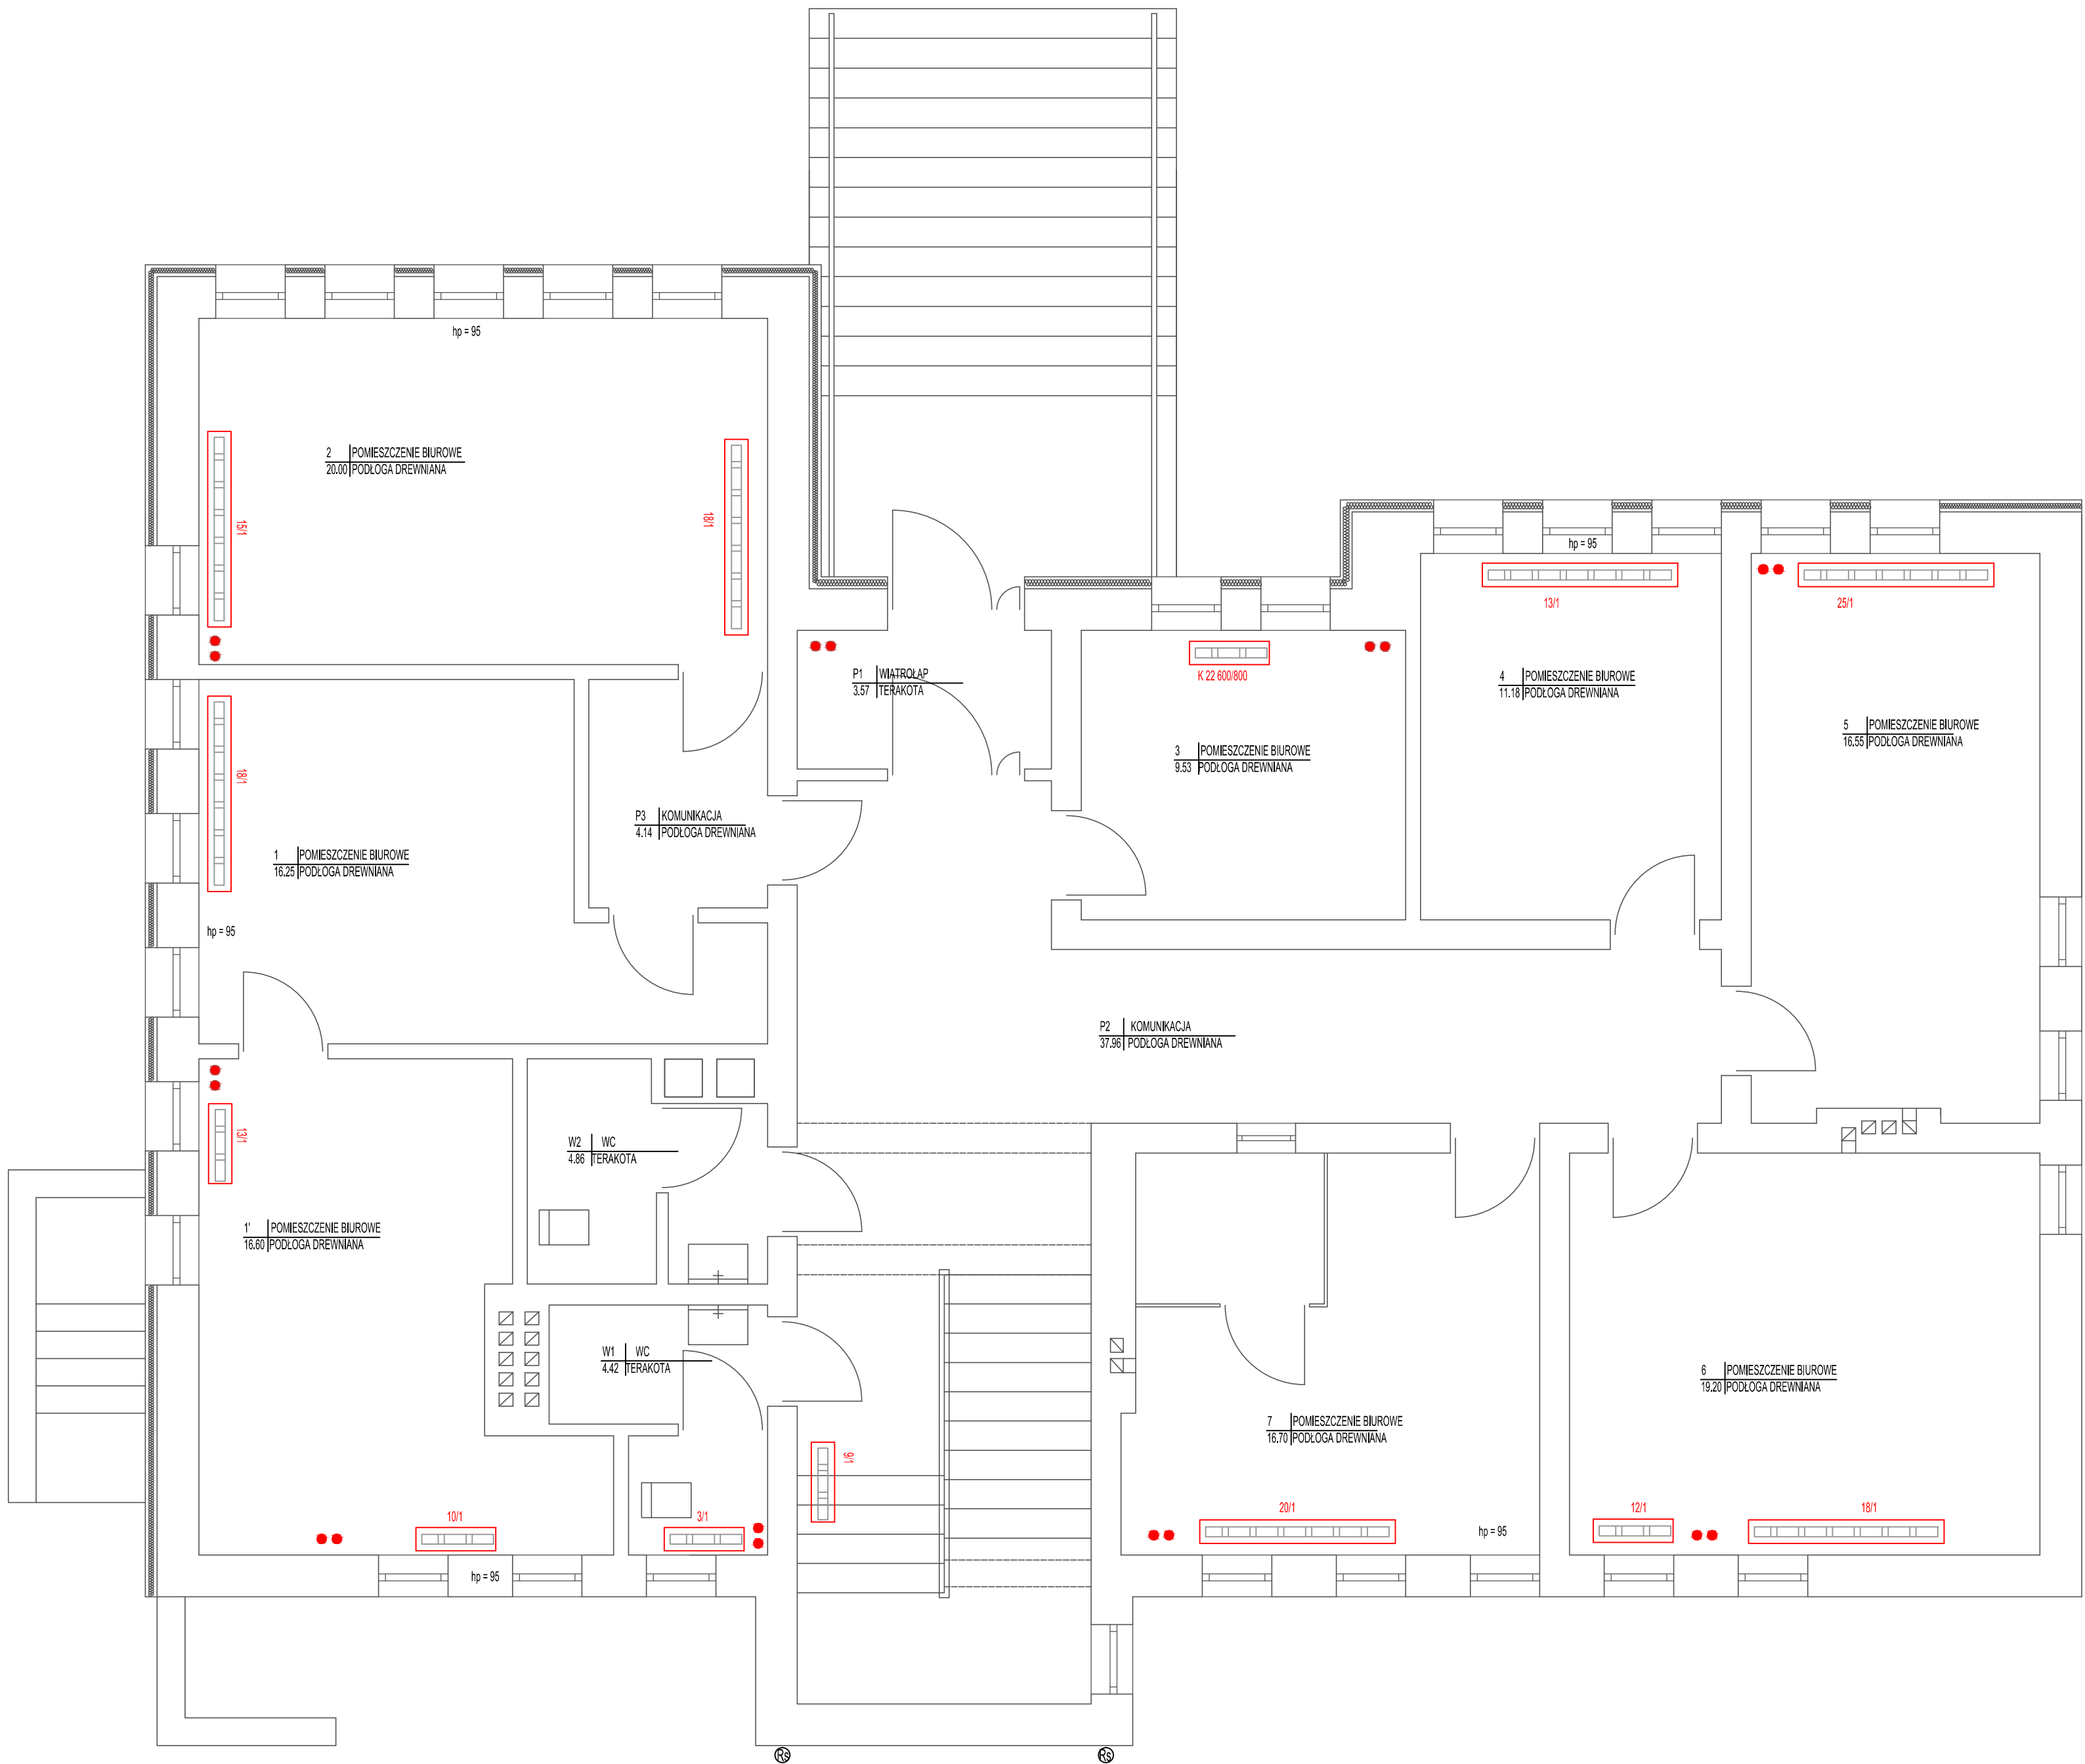 hp = 95
2 POMIESZCZENIE BIUROWE
20.00 PODŁOGA DREWNIANA
15/1
18/1
hp = 95
13/1
25/1
P1 WIATROŁAP
3.57 TERAKOTA
K 22 600/800
4 POMIESZCZENIE BIUROWE
11.18 PODŁOGA DREWNIANA
5 POMIESZCZENIE BIUROWE
16.55 PODŁOGA DREWNIANA
3 POMIESZCZENIE BIUROWE
9.53 PODŁOGA DREWNIANA
18/1
P3 KOMUNIKACJA
4.14 PODŁOGA DREWNIANA
1 POMIESZCZENIE BIUROWE
16.25 PODŁOGA DREWNIANA
hp = 95
P2 KOMUNIKACJA
37.96 PODŁOGA DREWNIANA
13/1
W2 WC
4.86 TERAKOTA
1' POMIESZCZENIE BIUROWE
16.60 PODŁOGA DREWNIANA
W1 WC
4.42 TERAKOTA
6 POMIESZCZENIE BIUROWE
19.20 PODŁOGA DREWNIANA
7 POMIESZCZENIE BIUROWE
16.70 PODŁOGA DREWNIANA
9/1
10/1
3/1
20/1
12/1
18/1
hp = 95
hp = 95
Rs
Rs